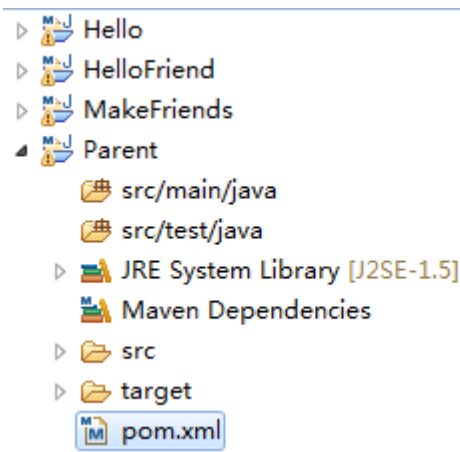 Hello
HelloFriend
MakeFriends
Parent
src/main/java
src/test/java
JRE System Library [J2SE-1.5]
Maven Dependencies
src
target
pom.xml